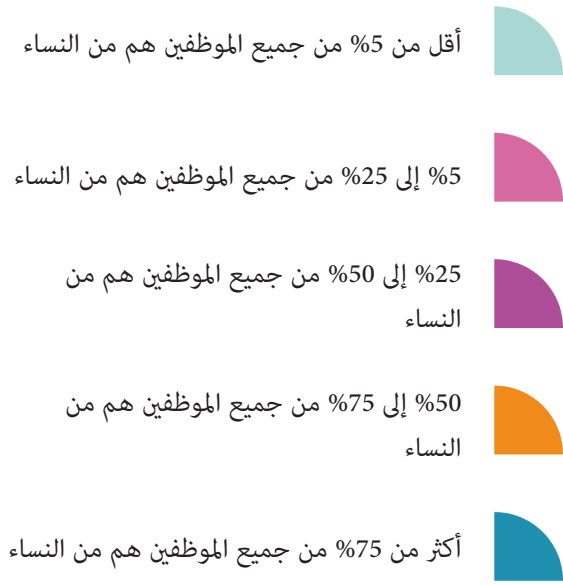 أقل من 5% من جميع الموظفين هم من النساء
5% إلى 25% من جميع الموظفين هم من النساء
25% إلى 50% من جميع الموظفين هم من
النساء
50% إلى 75% من جميع الموظفين هم من
النساء
أكثر من 75% من جميع الموظفين هم من النساء